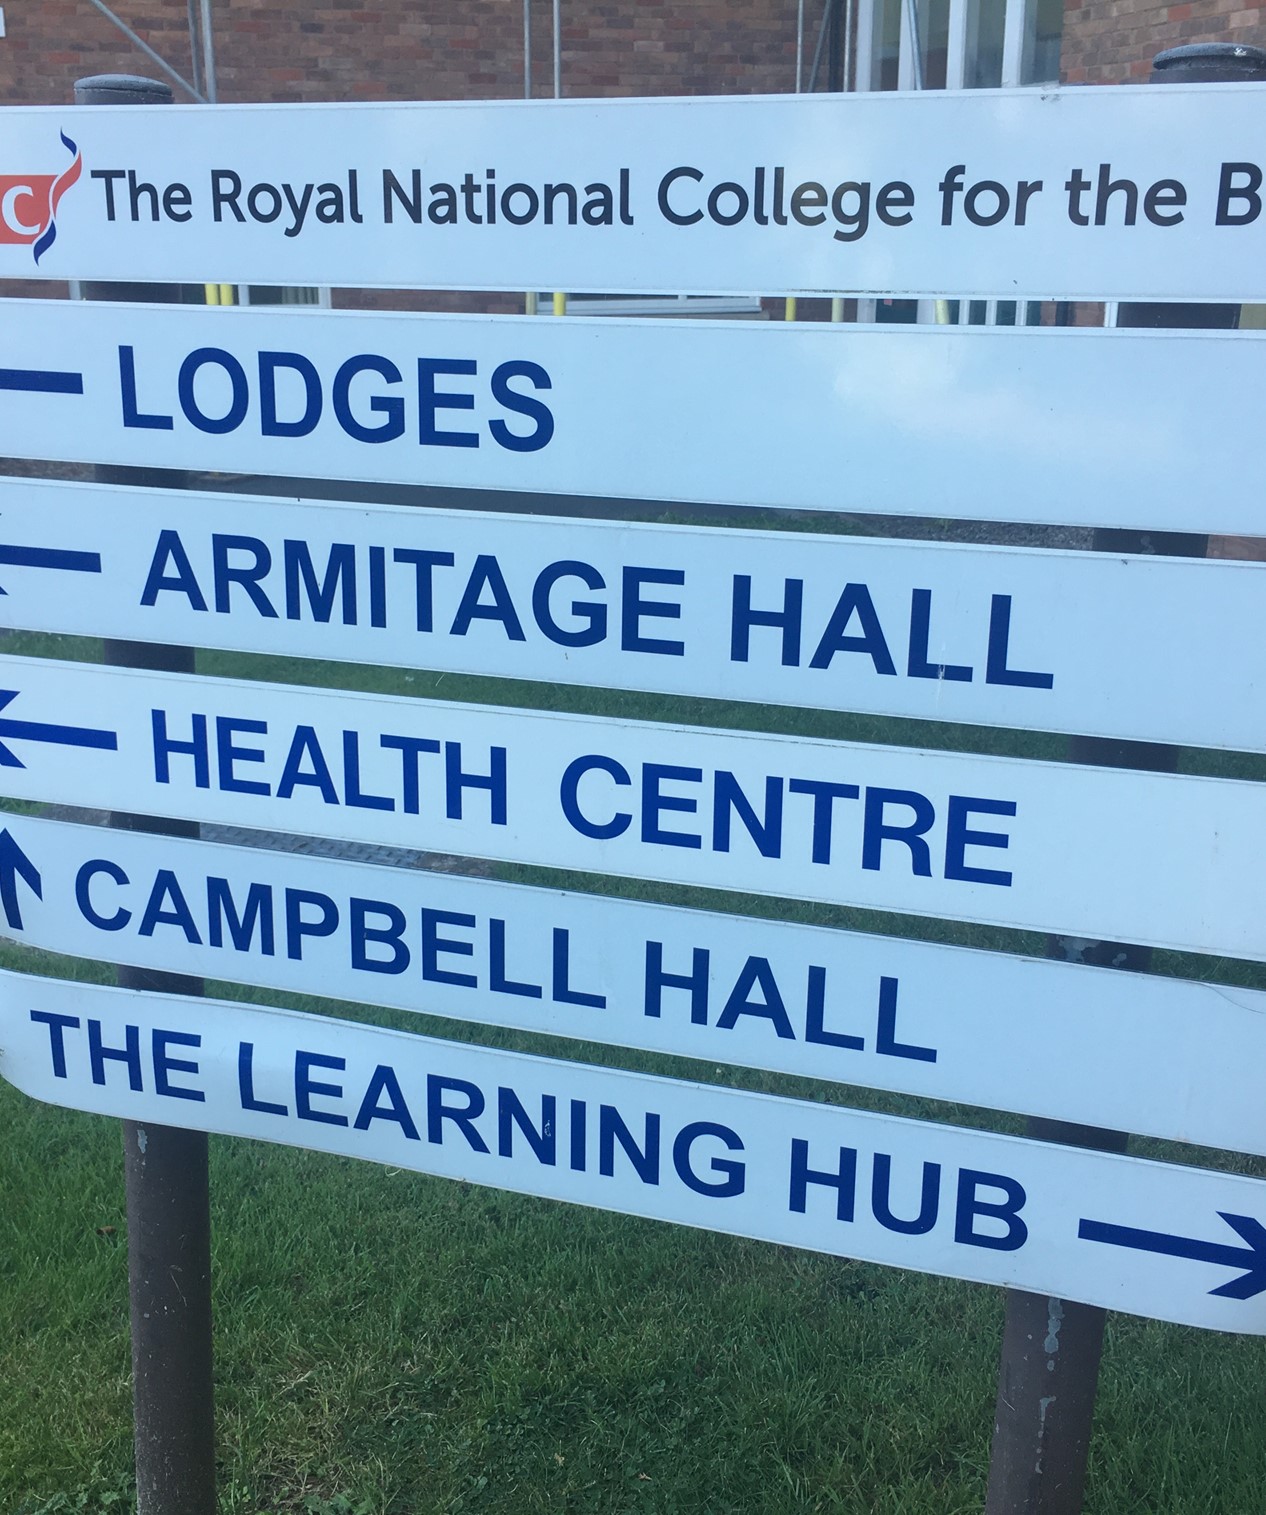 C The Royal National College for the B
LODGES
ARMITAGE HALL
HEALTH CENTRE
CAMPBELL HALL
THE LEARNING HUB